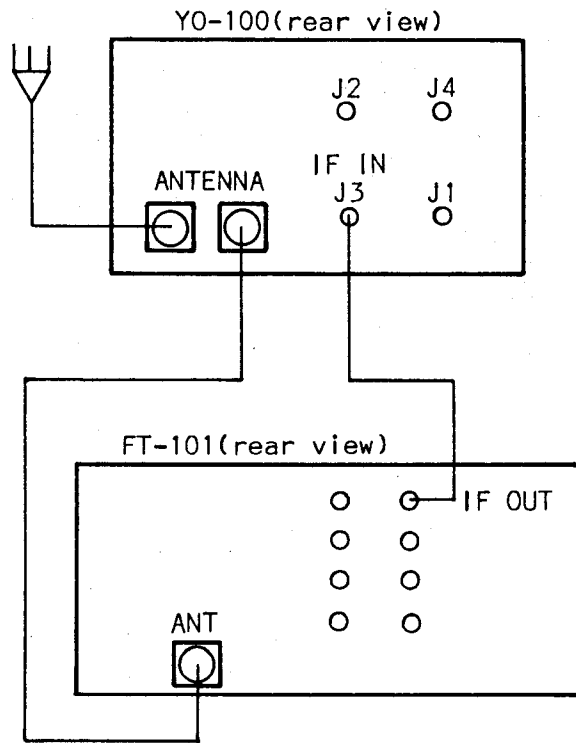 YO-100(rear view)
J2 J4
IF IN
ANTENNA
J3 J1
FT-101(rear view)
IF OUT
ANT